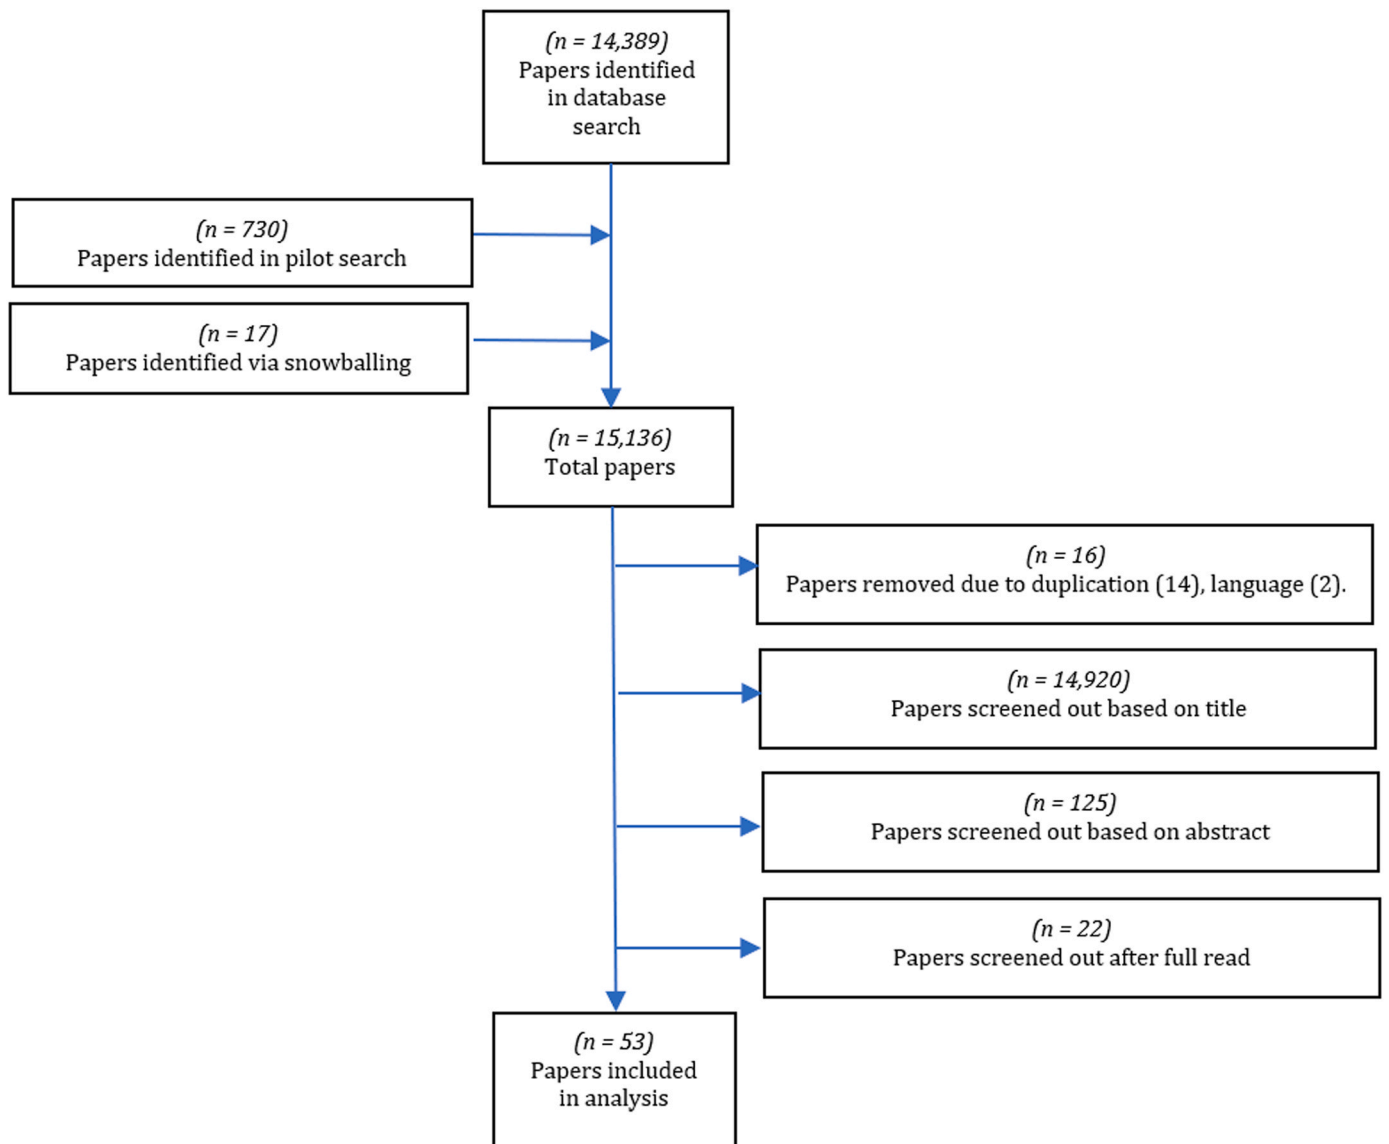 (n = 14,389)
Papers identified
in database
search
(n = 730)
Papers identified in pilot search
(n = 17)
Papers identified via snowballing
(n = 15,136)
Total papers
(n = 16)
Papers removed due to duplication (14), language (2).
(n = 14,920)
Papers screened out based on title
(n = 125)
Papers screened out based on abstract
(n = 22)
Papers screened out after full read
(n = 53)
Papers included
in analysis